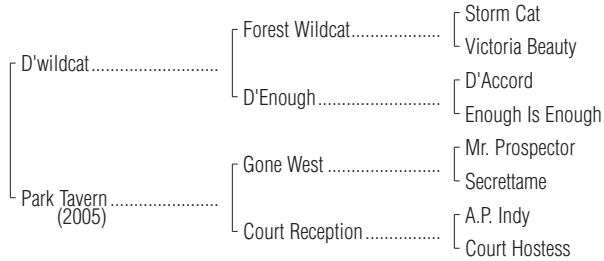 Storm Cat
Forest Wildcat....................
Victoria Beauty
D'wildcat.............................
D'Accord
D'Enough...........................
Enough Is Enough
Mr. Prospector
Gone West.........................
Secrettame
Park Tavern.........................
(2005)
A.P. Indy
Court Reception.................
Court Hostess